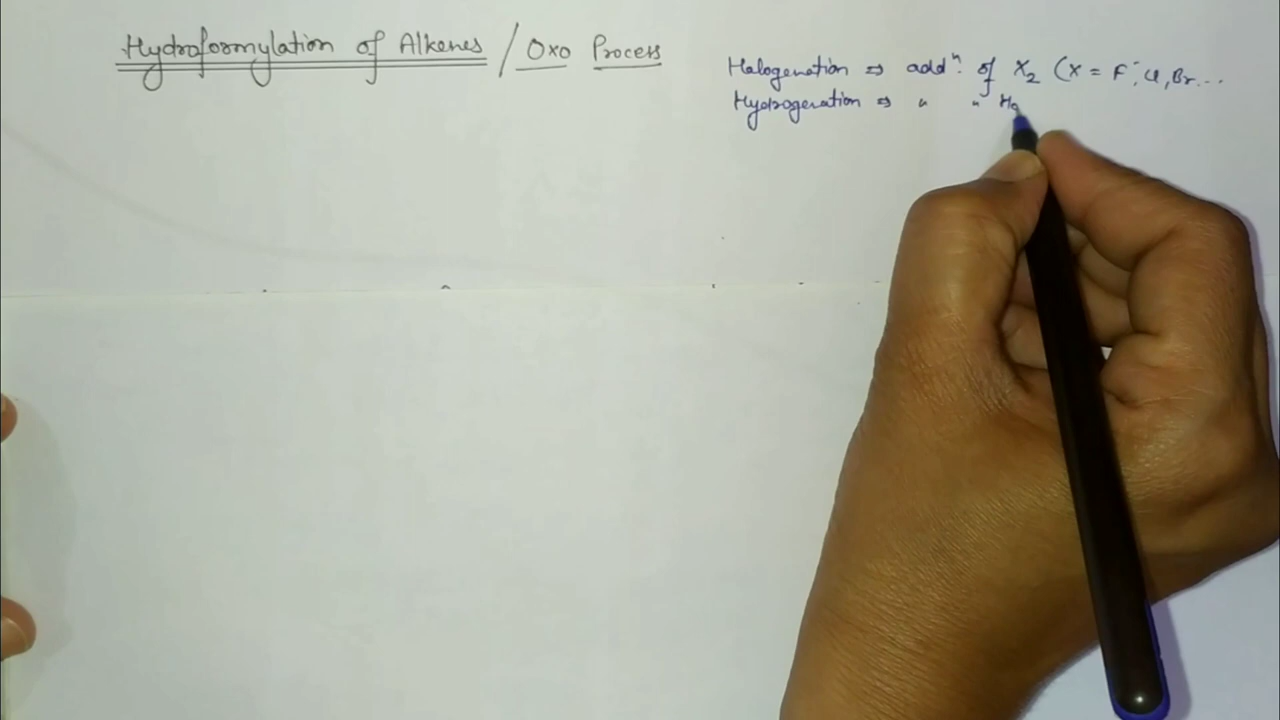 Hydroformylation of Alkenes / Oxo Process
Halogenation ⇒ addⁿ. of X₂ (X = F, Cl, Br...
Hydrogenation ⇒ " " H₂